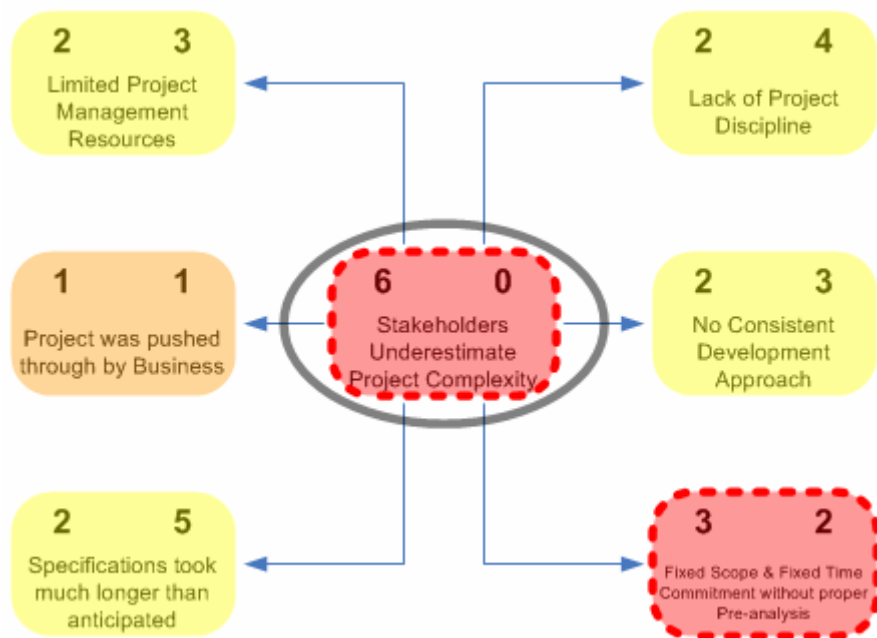 2 3
Limited Project
Management
Resources
2 4
Lack of Project
Discipline
1 1
Project was pushed
through by Business
6 0
Stakeholders
Underestimate
Project Complexity
2 3
No Consistent
Development
Approach
2 5
Specifications took
much longer than
anticipated
3 2
Fixed Scope & Fixed Time
Commitment without proper
Pre-analysis